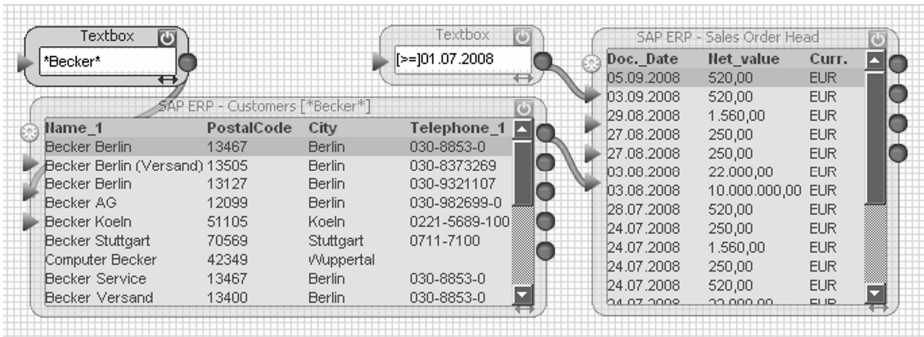 Textbox
*Becker*
Textbox
[>=]01.07.2008
SAP ERP - Customers [*Becker*]
Name_1 PostalCode City Telephone_1
Becker Berlin 13467 Berlin 030-8853-0
Becker Berlin (Versand) 13505 Berlin 030-8373269
Becker Berlin 13127 Berlin 030-9321107
Becker AG 12099 Berlin 030-982699-0
Becker Koeln 51105 Koeln 0221-5689-100
Becker Stuttgart 70569 Stuttgart 0711-7100
Computer Becker 42349 Wuppertal
Becker Service 13467 Berlin 030-8853-0
Becker Versand 13400 Berlin 030-8853-0
SAP ERP - Sales Order Head
Doc._Date Net_value Curr.
05.09.2008 520,00 EUR
03.09.2008 520,00 EUR
29.08.2008 1.560,00 EUR
27.08.2008 250,00 EUR
27.08.2008 250,00 EUR
03.08.2008 22.000,00 EUR
03.08.2008 10.000.000,00 EUR
28.07.2008 520,00 EUR
24.07.2008 520,00 EUR
24.07.2008 1.560,00 EUR
24.07.2008 250,00 EUR
24.07.2008 520,00 EUR
24.07.2008 22.000,00 EUR